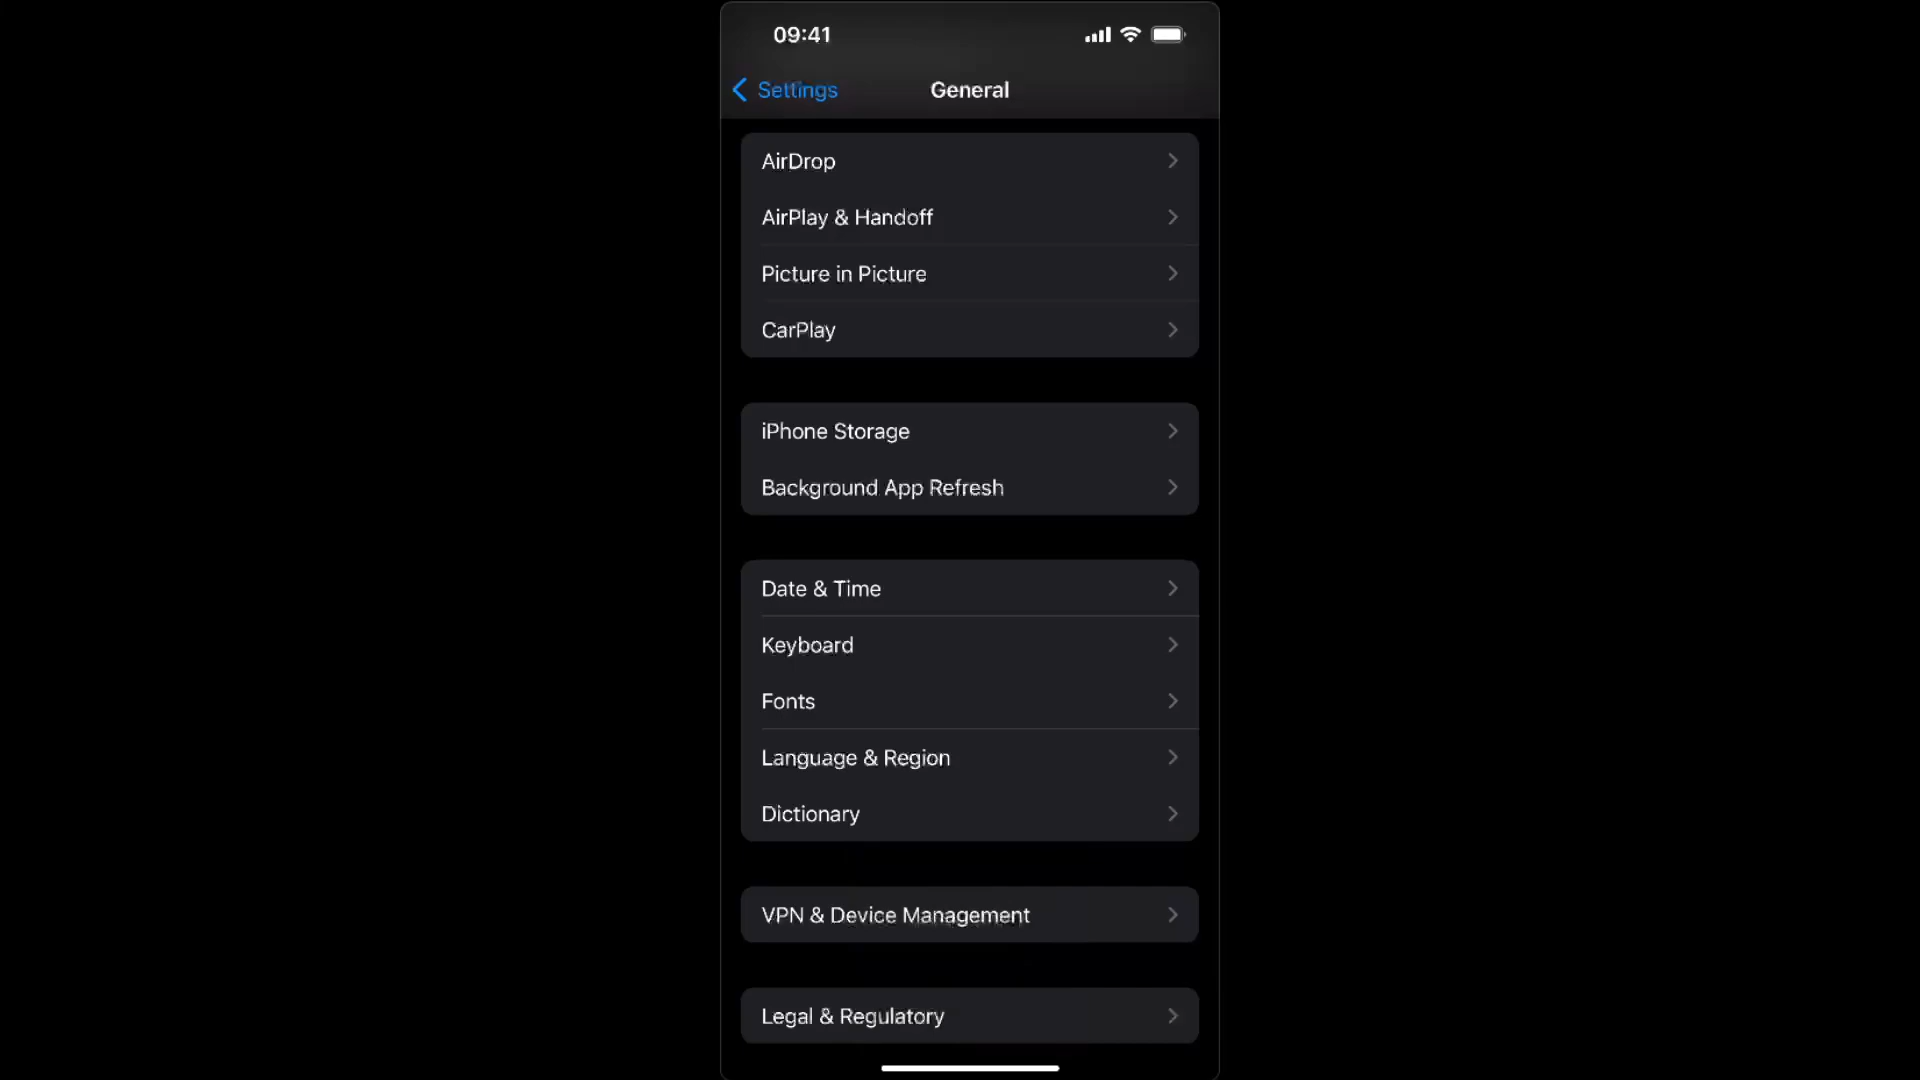 09:41
Settings
General
AirDrop
AirPlay & Handoff
Picture in Picture
CarPlay
iPhone Storage
Background App Refresh
Date & Time
Keyboard
Fonts
Language & Region
Dictionary
VPN & Device Management
Legal & Regulatory